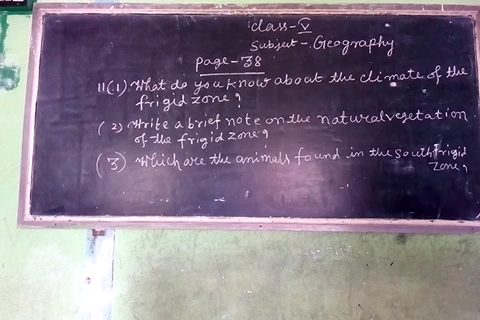 class-V
Subject-Geography
Page-38
11(1) What do you know about the climate of the
frigid zone?
(2) Write a brief note on the natural vegetation
of the frigid zone?
(3) Which are the animals found in the south frigid
zone?